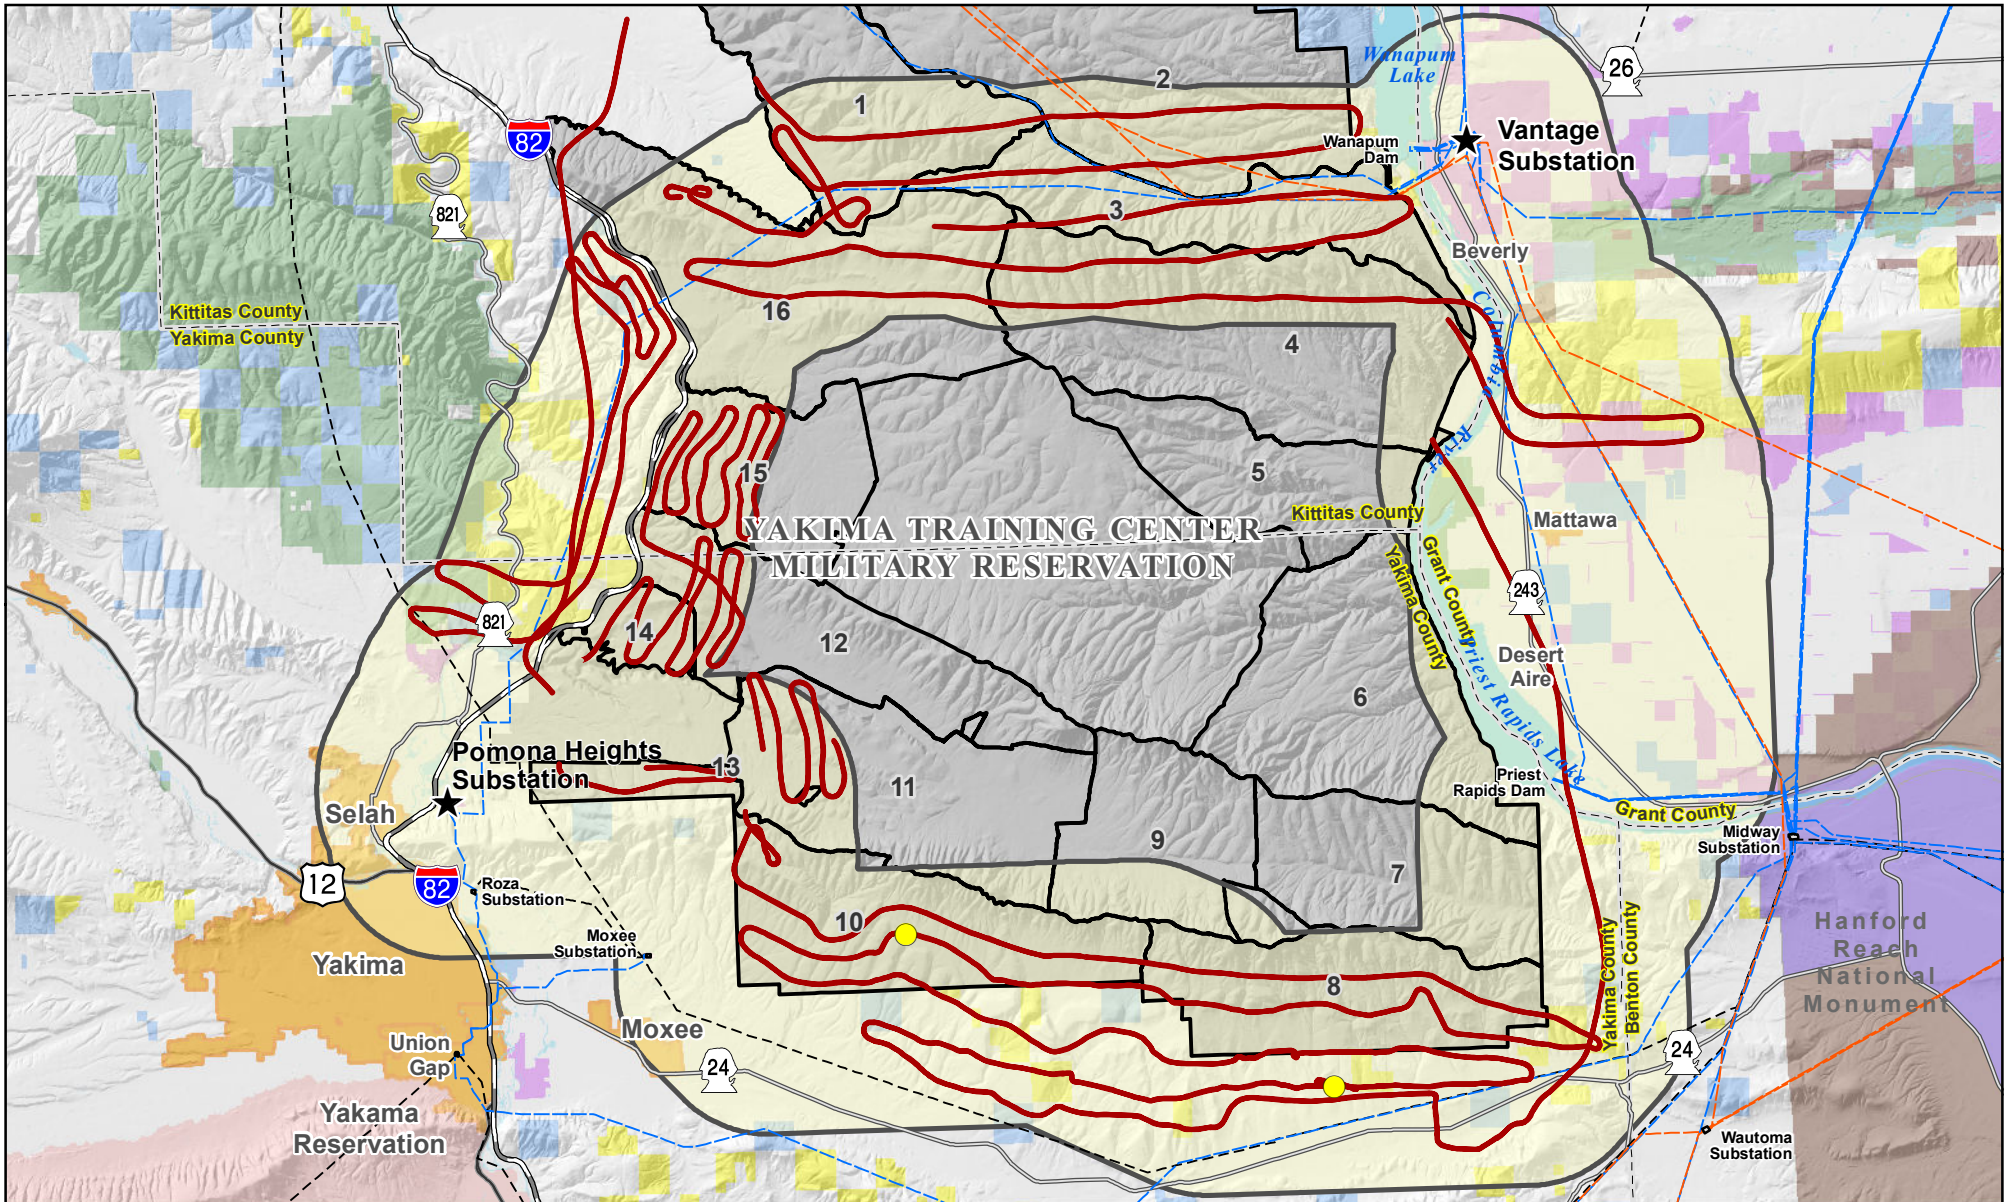 Wanapum
Lake
26
2
1
82
Wanapum
Dam
Vantage
Substation
821
3
Beverly
Kittitas County
Yakima County
16
Columbia
River
4
15
5
YAKIMA TRAINING CENTER
MILITARY RESERVATION
Kittitas County
Yakima County
Grant County
Mattawa
243
821
14
12
Desert
Aire
6
Priest Rapids Lake
Pomona Heights
Substation
13
11
Priest
Rapids Dam
Grant County
Selah
Midway
Substation
9
7
12
82
Roza
Substation
10
Moxee
Substation
Yakima
Yakima County
Benton County
Hanford
Reach
National
Monument
8
Moxee
Union
Gap
24
24
Yakama
Reservation
Wautoma
Substation